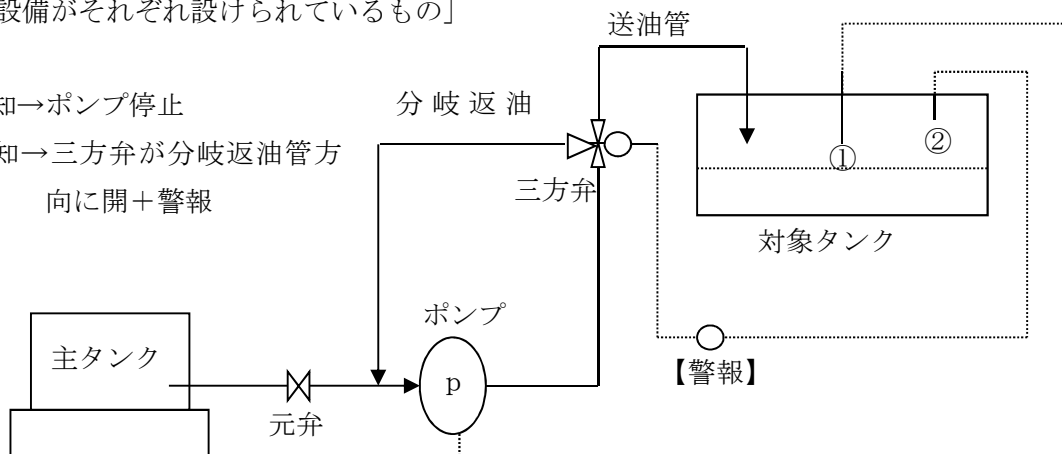 設備がそれぞれ設けられているもの」
送油管
知→ポンプ停止
分岐返油
知→三方弁が分岐返油管方
向に開＋警報
三方弁
①
②
対象タンク
ポンプ
主タンク
p
【警報】
元弁